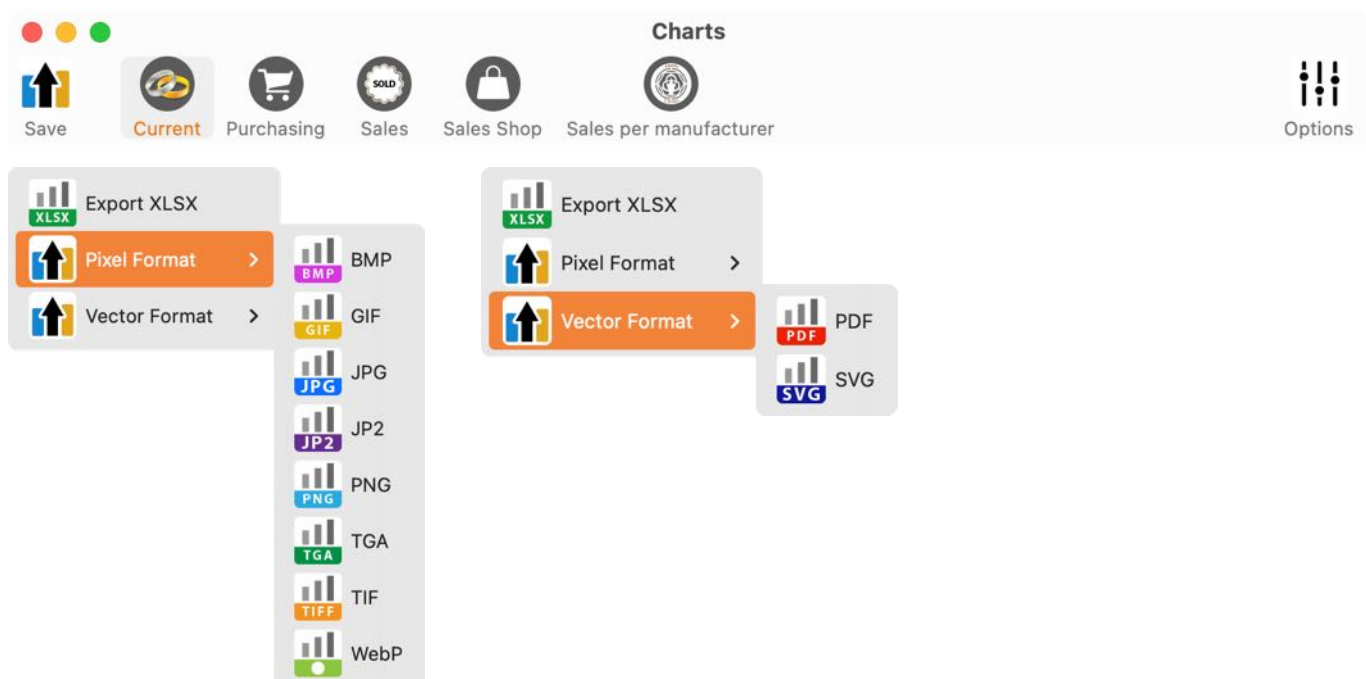 Charts
SOLD
Save Current Purchasing Sales Sales Shop Sales per manufacturer Options
XLSX Export XLSX
Pixel Format >
Vector Format >
BMP BMP
GIF GIF
JPG JPG
JP2 JP2
PNG PNG
TGA TGA
TIFF TIF
WebP
XLSX Export XLSX
Pixel Format >
Vector Format >
PDF PDF
SVG SVG